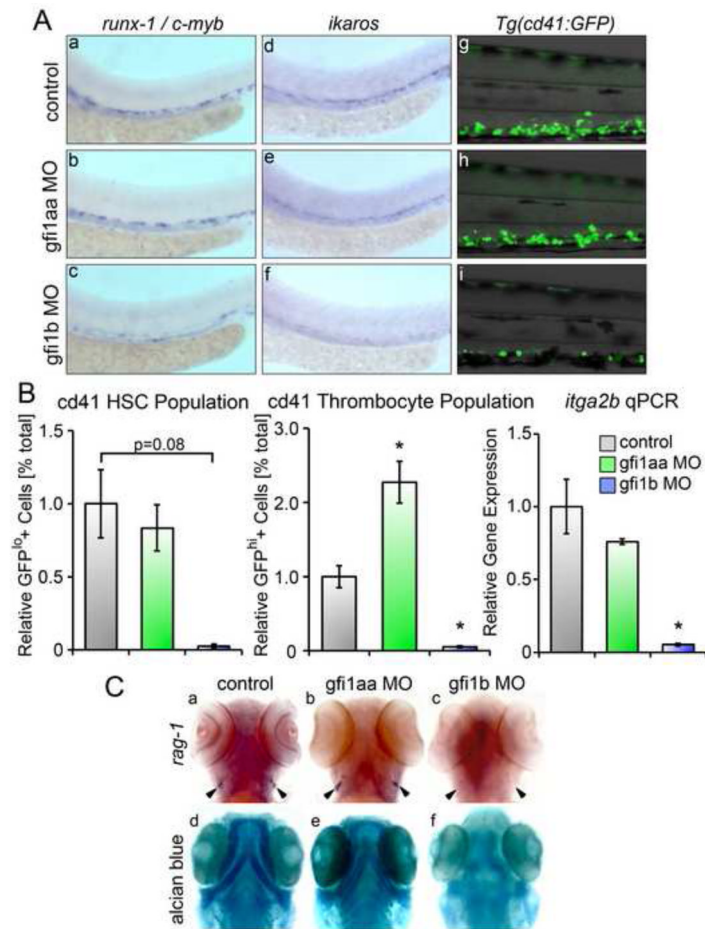 A
runx-1 / c-myb
ikaros
Tg(cd41:GFP)
control
a
d
g
gfi1aa MO
b
e
h
gfi1b MO
c
f
i
B
cd41 HSC Population
cd41 Thrombocyte Population
itga2b qPCR
Relative GFPlo+ Cells [% total]
1.5
1.0
0.5
0
p=0.08
Relative GFPhi+ Cells [% total]
3.0
2.0
1.0
0
*
*
Relative Gene Expression
1.5
1.0
0.5
0
*
control
gfi1aa MO
gfi1b MO
C
control
gfi1aa MO
gfi1b MO
rag-1
a
b
c
alcian blue
d
e
f